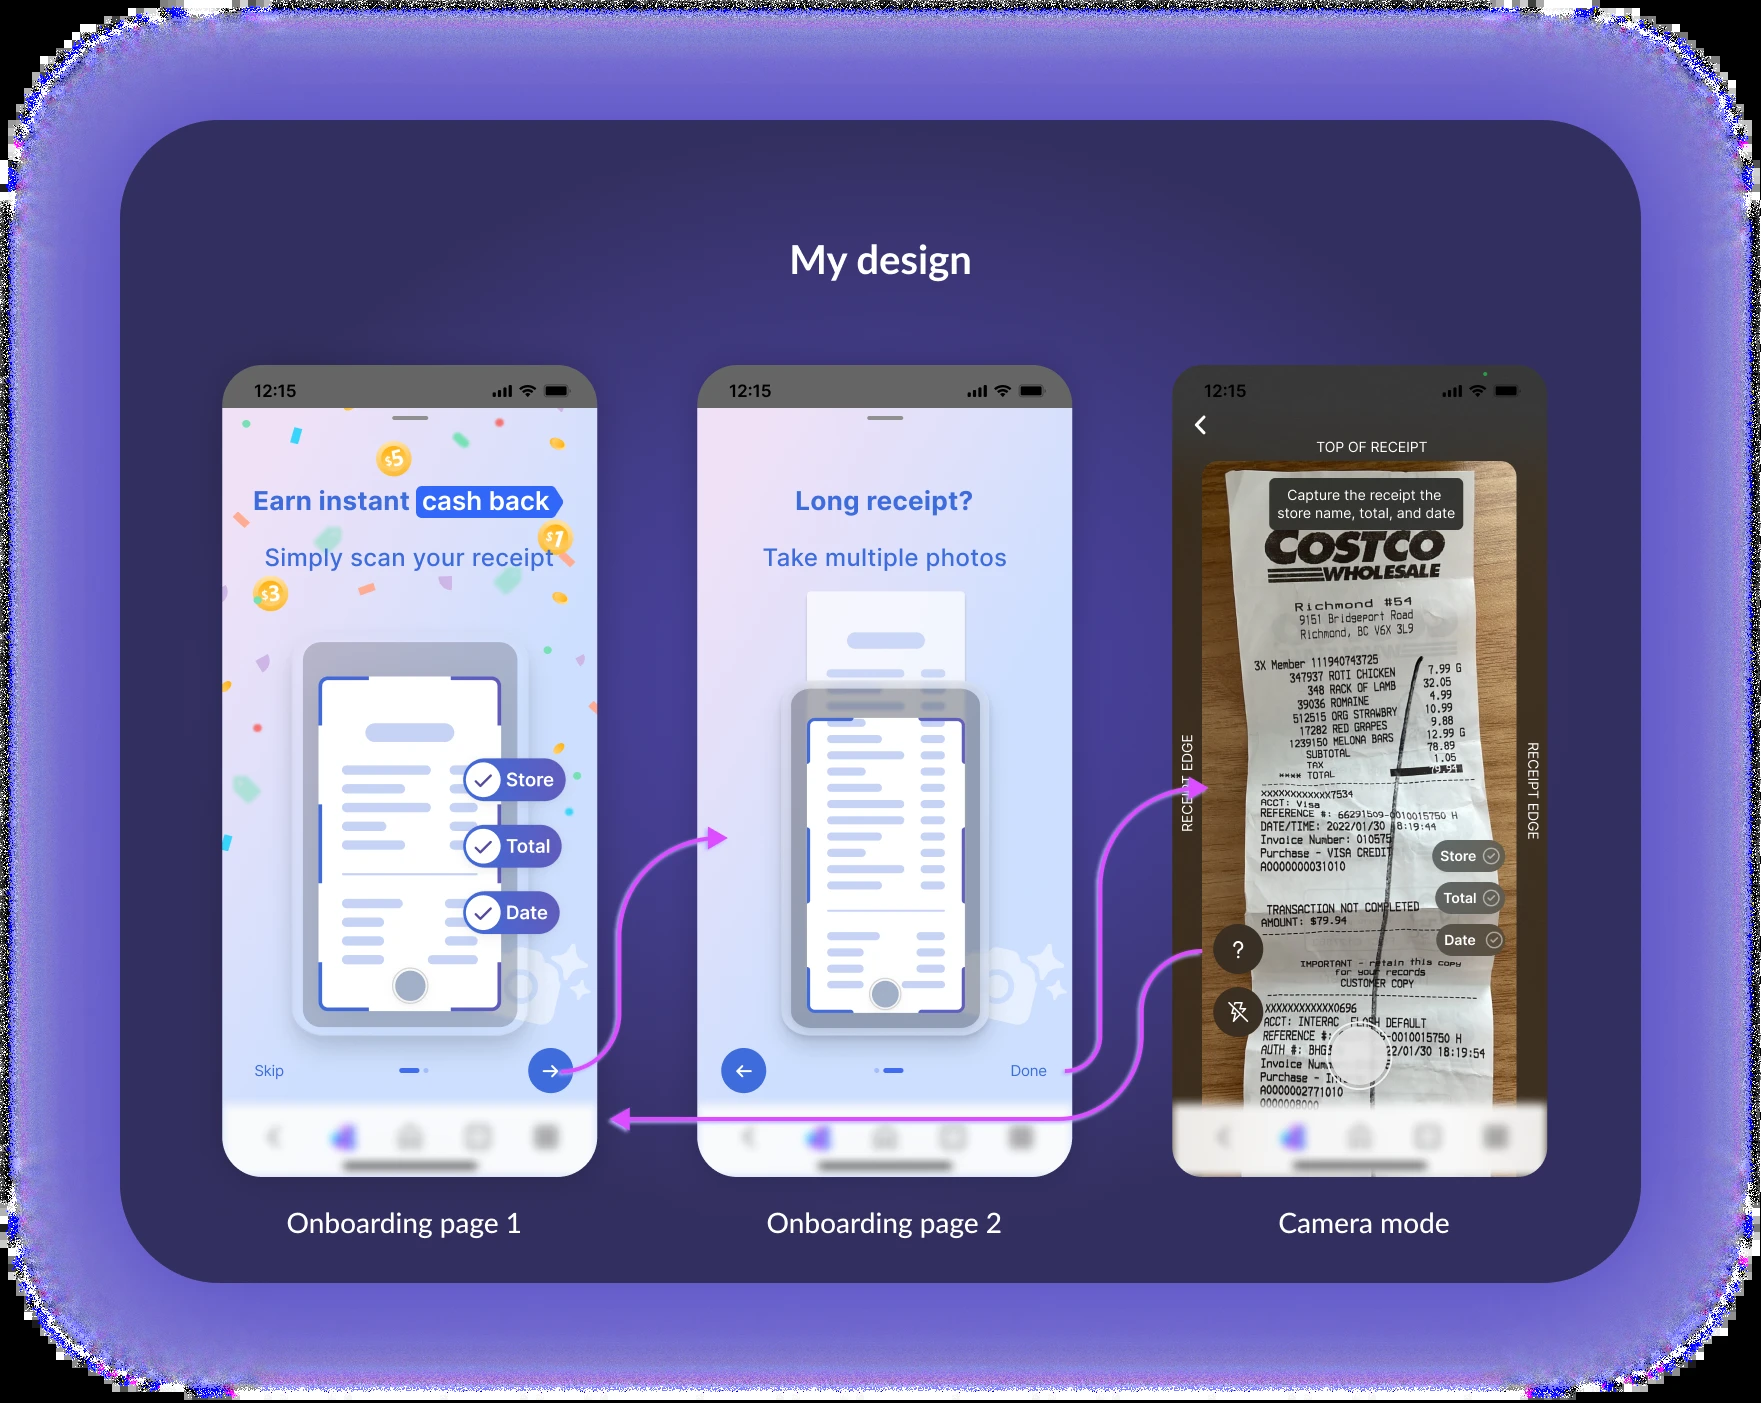 My design
12:15
$5
Earn instant cash back
$1
Simply scan your receipt
$3
Store
Total
Date
Skip
Onboarding page 1
12:15
Long receipt?
Take multiple photos
Done
Onboarding page 2
12:15
TOP OF RECEIPT
Capture the receipt the
store name, total, and date
COSTCO
WHOLESALE
Richmond #54
9151 Bridgeport Road
Richmond, BC V6X 3L9
3X Member 111940743725
347937 ROTI CHICKEN 7.99 G
348 RACK OF LAMB 32.05
39036 ROMAINE 4.99
512515 ORG STRAWBRY 10.99
17282 RED GRAPES 9.88
1239150 MELONA BARS 12.99 G
SUBTOTAL 78.89
TAX 1.05
**** TOTAL 79.94
RECEIPT EDGE
RECEIPT EDGE
XXXXXXXXXXXX7534
ACCT: Visa
REFERENCE #: 66291509-0010015750 H
DATE/TIME: 2022/01/30 18:19:44
Invoice Number: 010575
Purchase - VISA CREDIT
A0000000031010
Store
Total
Date
TRANSACTION NOT COMPLETED
AMOUNT: $79.94
?
IMPORTANT - retain this copy
for your records
CUSTOMER COPY
XXXXXXXXXXXX0696
ACCT: INTERAC FLASH DEFAULT
REFERENCE #: -0010015750 H
AUTH #: 22/01/30 18:19:54
Invoice Num
Purchase -
A0000002771010
0000008000
Camera mode